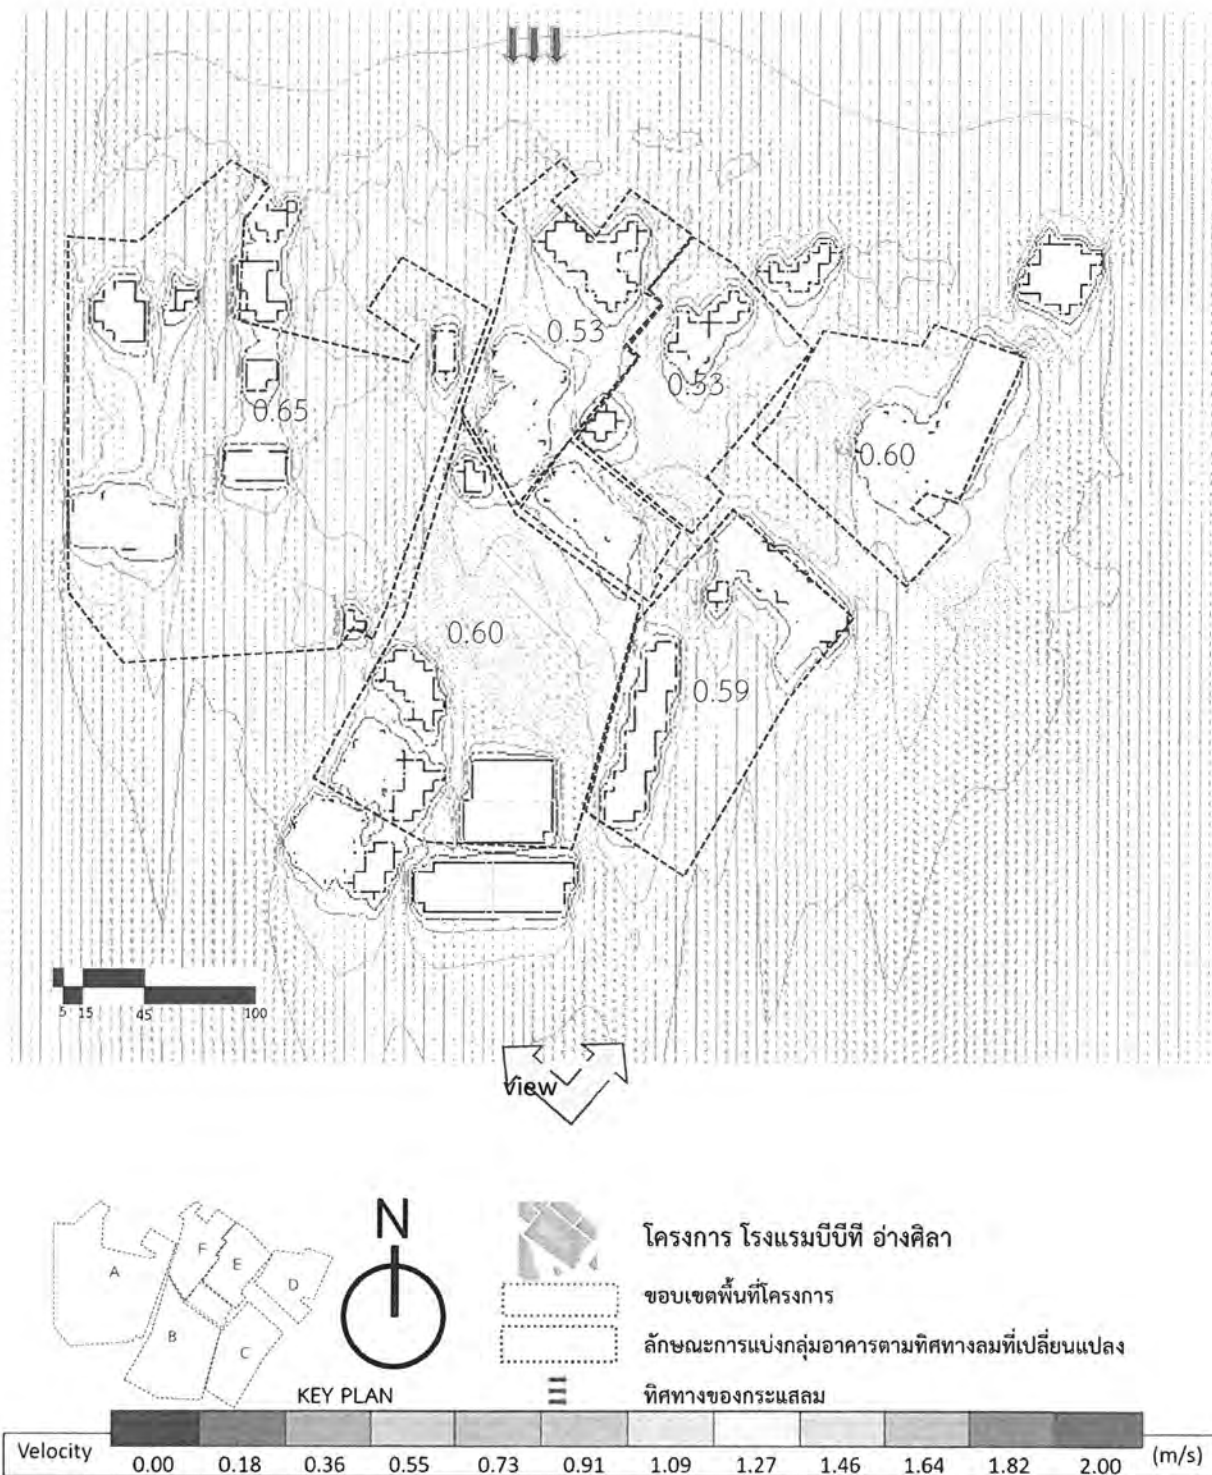 0.53
0.53
0.65
0.60
0.60
0.59
5 15 45 100
view
N
F
A
E
D
B
C
KEY PLAN
โครงการ โรงแรมบีบีที อ่างศิลา
ขอบเขตพื้นที่โครงการ
ลักษณะการแบ่งกลุ่มอาคารตามทิศทางลมที่เปลี่ยนแปลง
ทิศทางของกระแสลม
Velocity 0.00 0.18 0.36 0.55 0.73 0.91 1.09 1.27 1.46 1.64 1.82 2.00 (m/s)